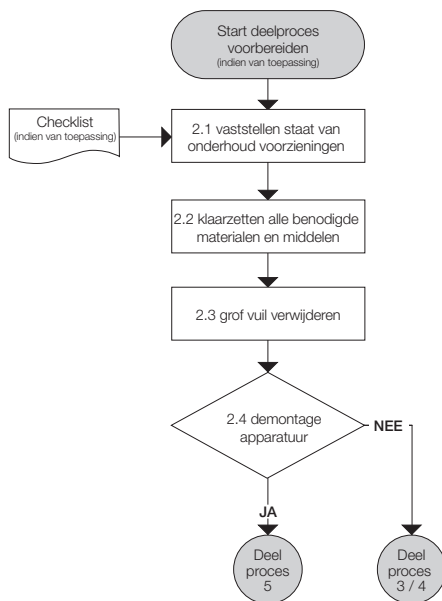 Start deelproces
voorbereiden
(indien van toepassing)
Checklist
(indien van toepassing)
2.1 vaststellen staat van
onderhoud voorzieningen
2.2 klaarzetten alle benodigde
materialen en middelen
2.3 grof vuil verwijderen
2.4 demontage
apparatuur
NEE
JA
Deel
proces
5
Deel
proces
3 / 4